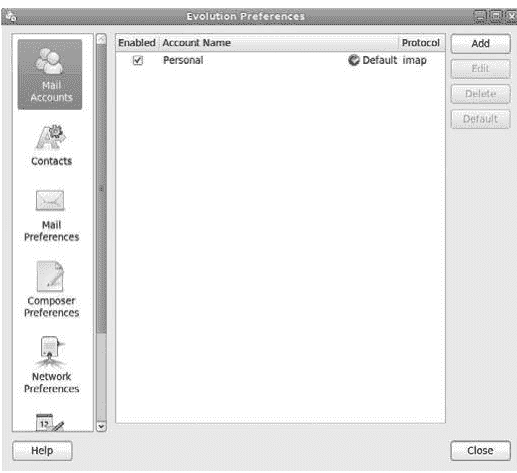 Evolution Preferences
Enabled Account Name Protocol
Personal Default imap
Add
Edit
Delete
Default
Mail
Accounts
Contacts
Mail
Preferences
Composer
Preferences
Network
Preferences
12
Help
Close